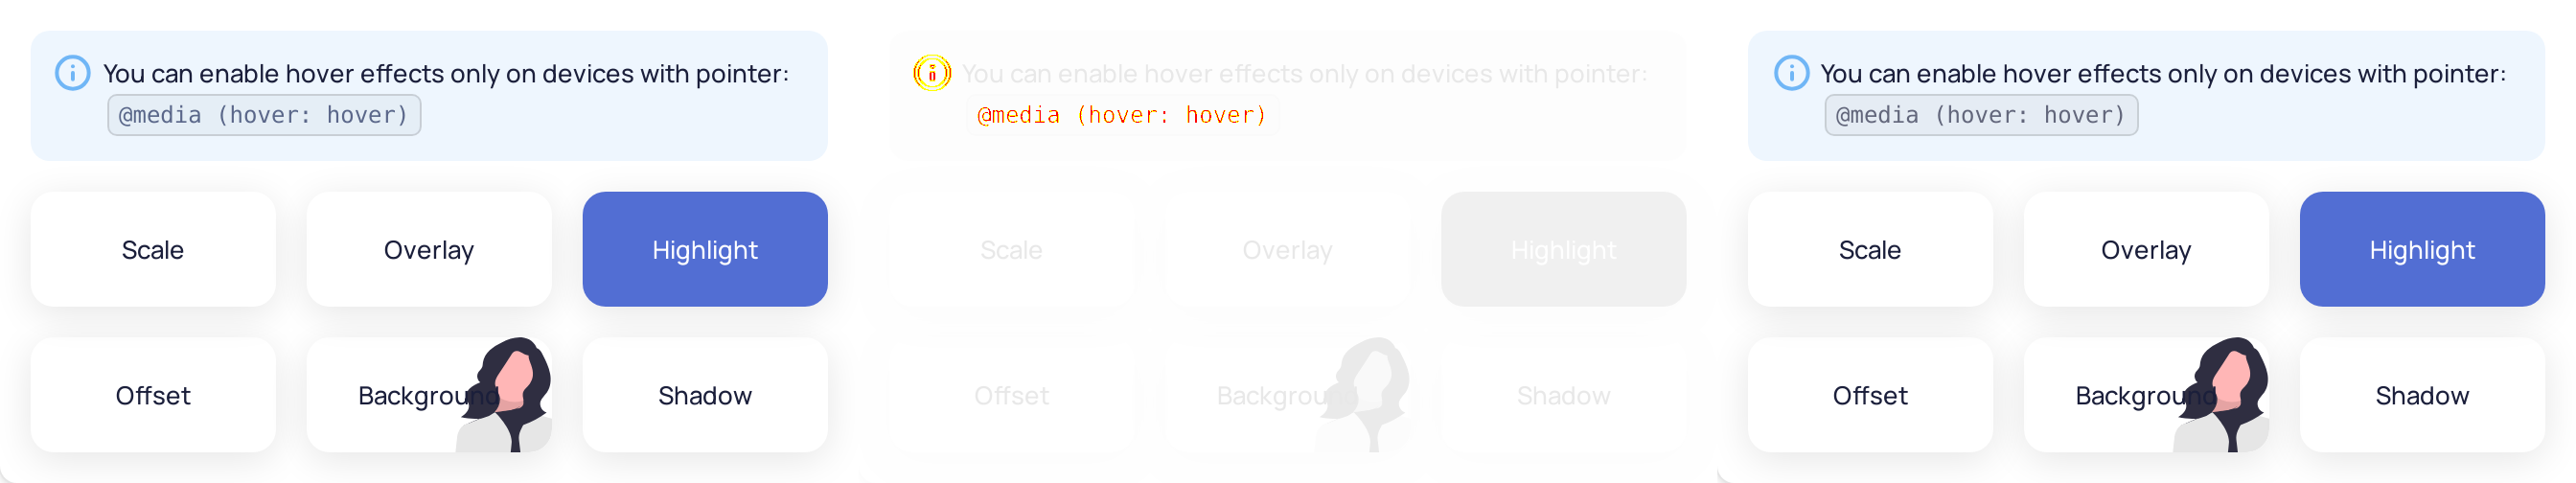 You can enable hover effects only on devices with pointer:
@media (hover: hover)
Scale
Overlay
Highlight
Offset
Background
Shadow
You can enable hover effects only on devices with pointer:
@media (hover: hover)
Scale
Overlay
Highlight
Offset
Background
Shadow
You can enable hover effects only on devices with pointer:
@media (hover: hover)
Scale
Overlay
Highlight
Offset
Background
Shadow